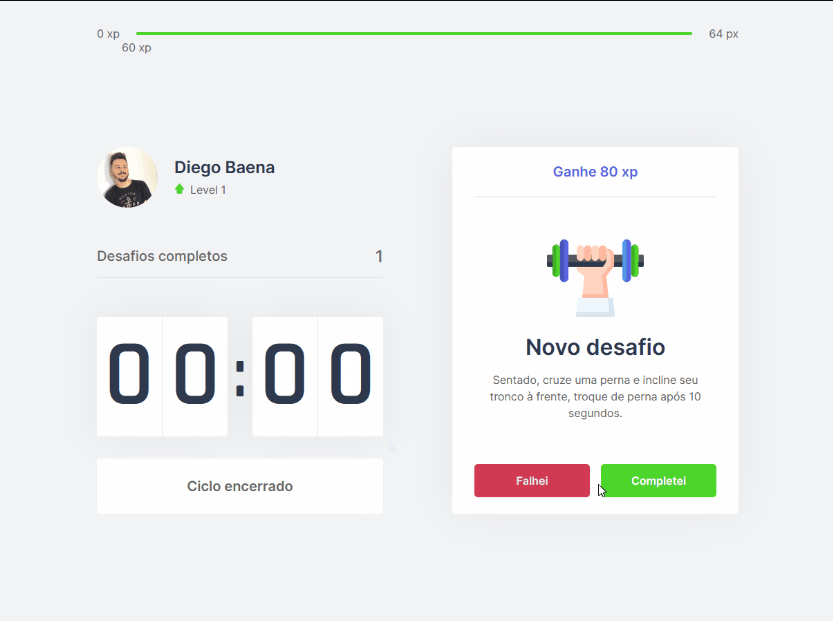 0 xp
64 px
60 xp
Diego Baena
Level 1
Desafios completos
1
00:00
Ciclo encerrado
Ganhe 80 xp
Novo desafio
Sentado, cruze uma perna e incline seu
tronco à frente, troque de perna após 10
segundos.
Falhei
Completei